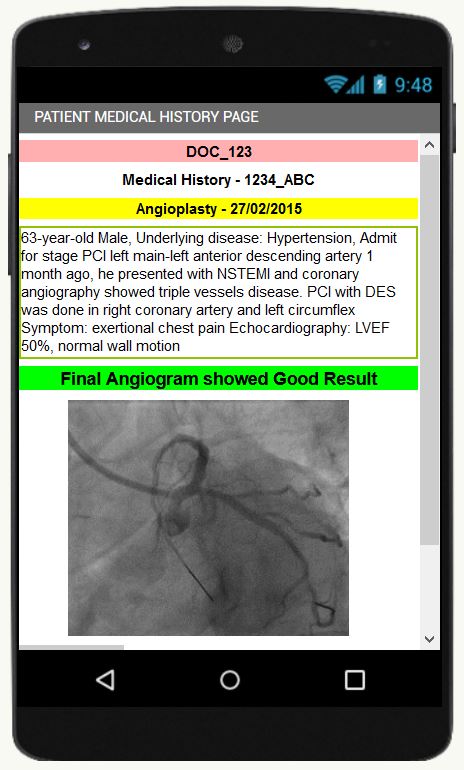 9:48
PATIENT MEDICAL HISTORY PAGE
DOC_123
Medical History - 1234_ABC
Angioplasty - 27/02/2015
63-year-old Male, Underlying disease: Hypertension, Admit
for stage PCI left main-left anterior descending artery 1
month ago, he presented with NSTEMI and coronary
angiography showed triple vessels disease. PCI with DES
was done in right coronary artery and left circumflex
Symptom: exertional chest pain Echocardiography: LVEF
50%, normal wall motion
Final Angiogram showed Good Result